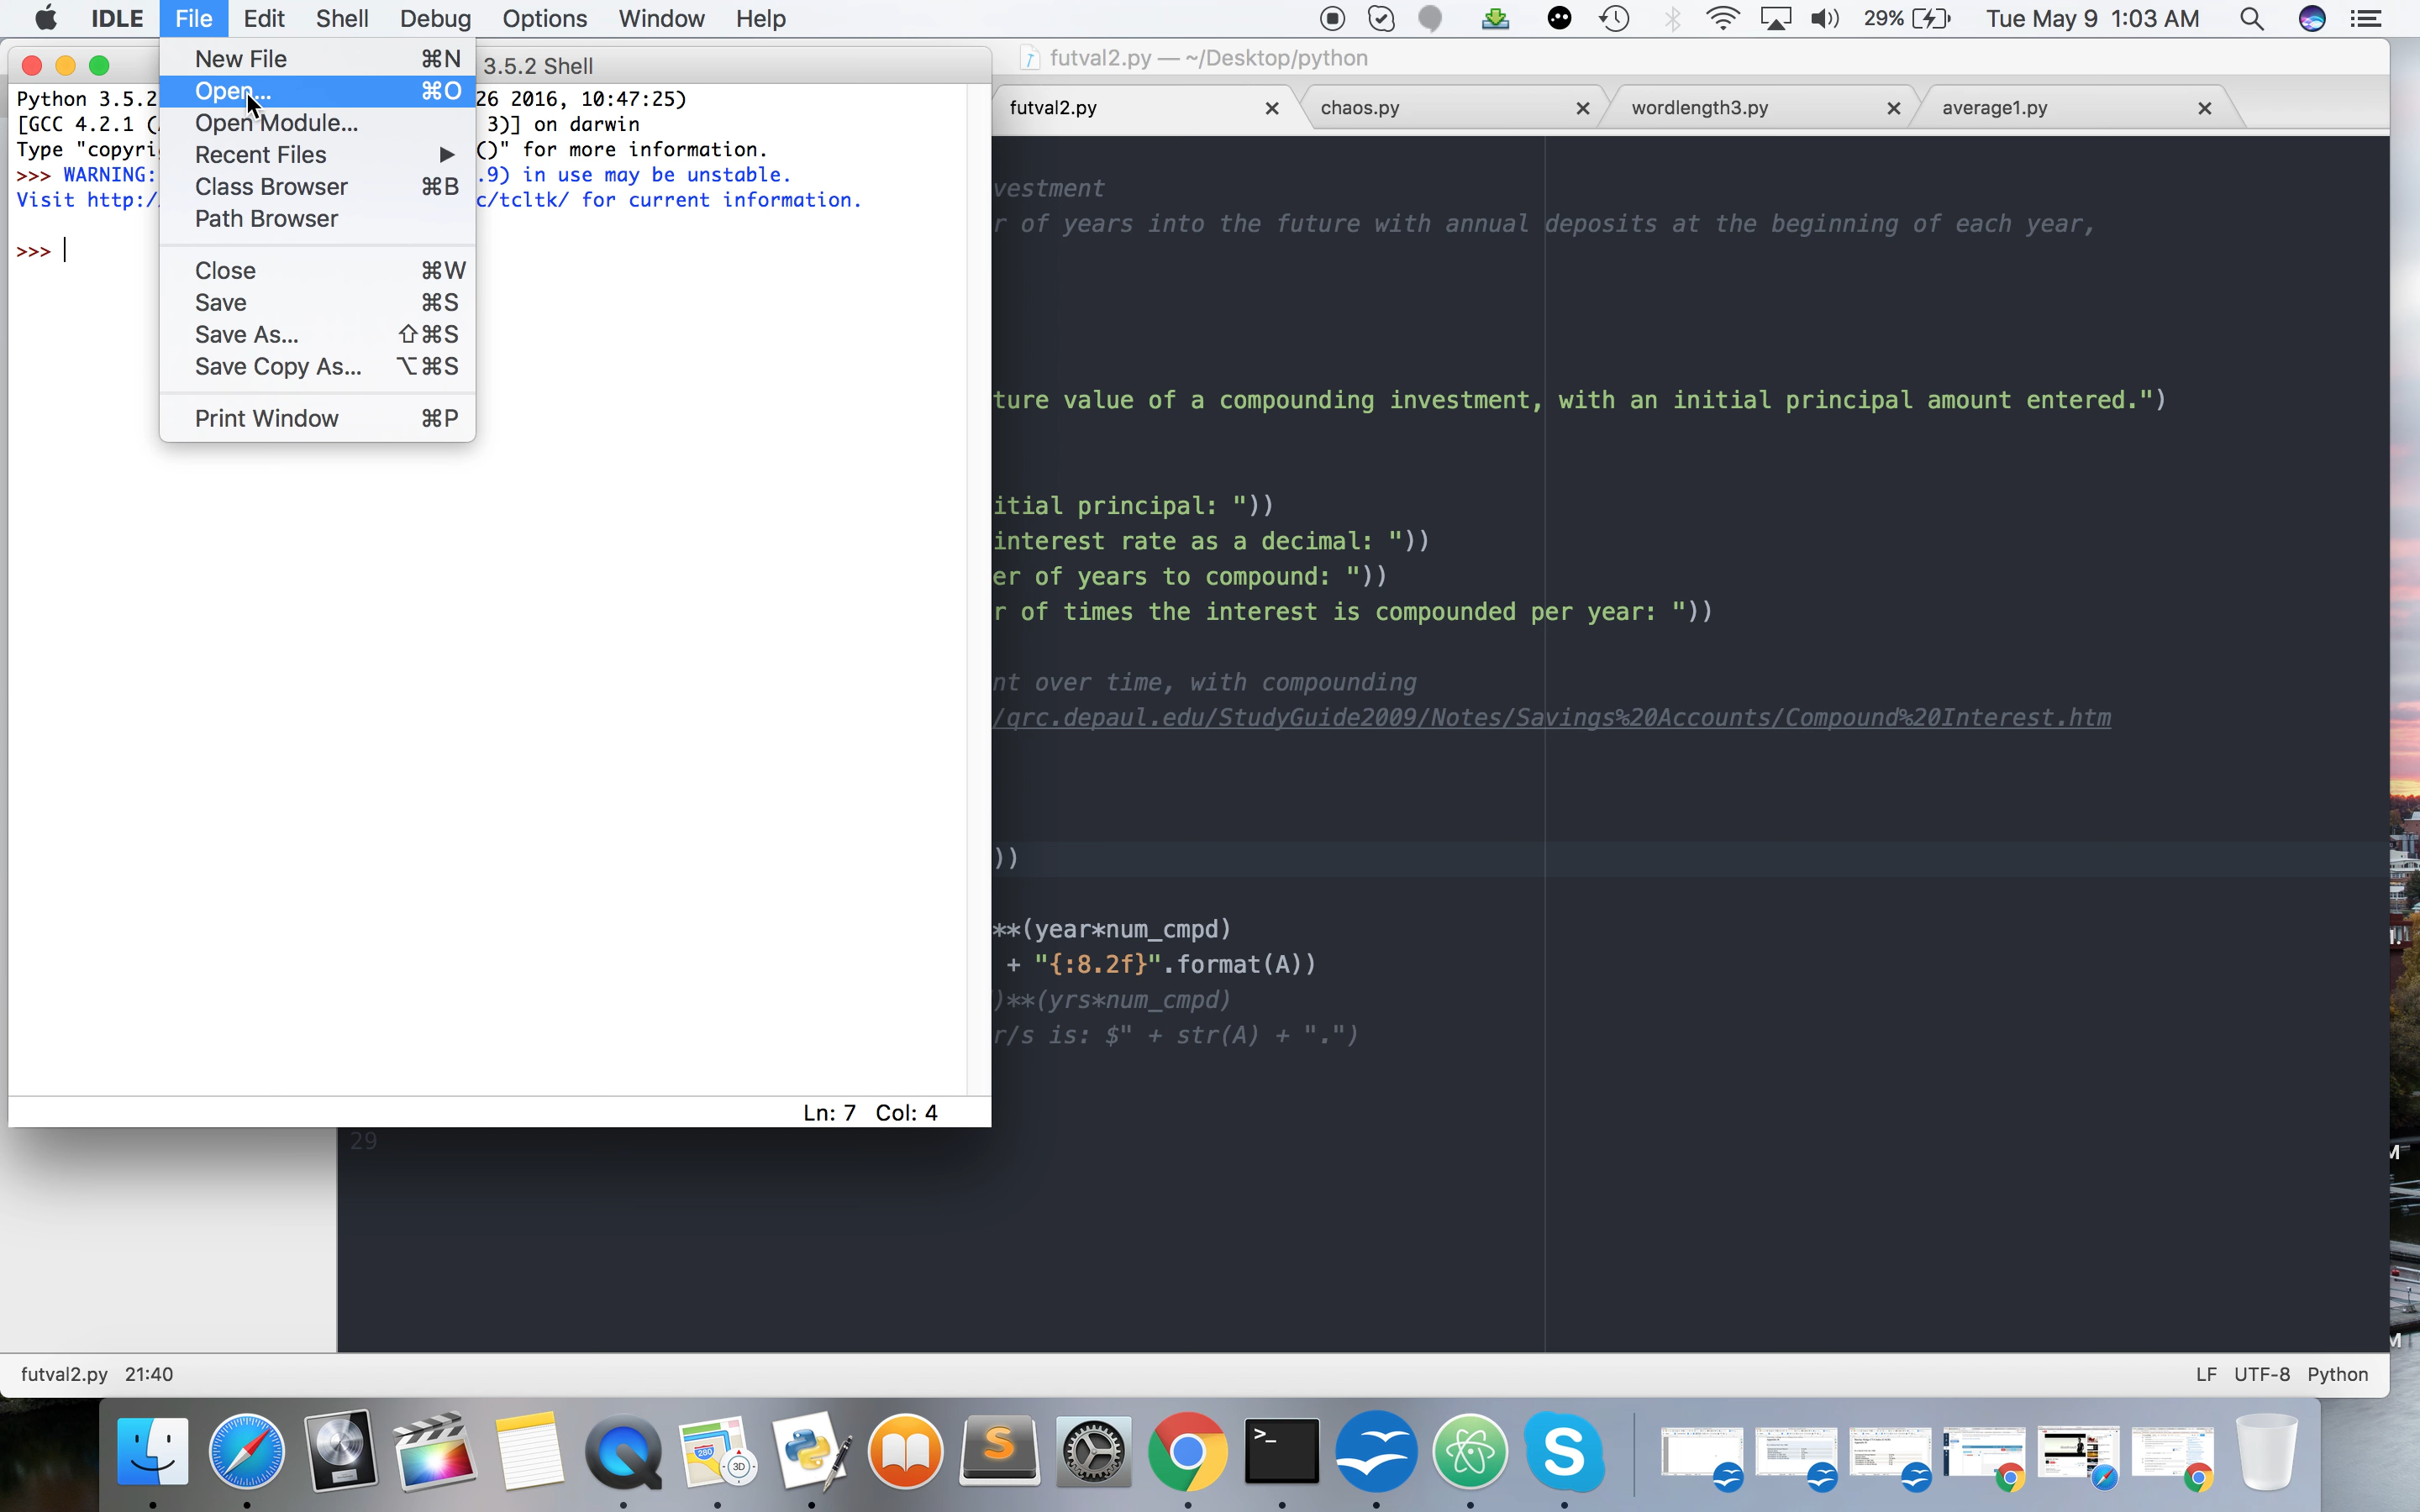 IDLE File Edit Shell Debug Options Window Help 29% Tue May 9 1:03 AM
New File ⌘N
Open... ⌘O
Open Module...
Recent Files ▶
Class Browser ⌘B
Path Browser
Close ⌘W
Save ⌘S
Save As... ⇧⌘S
Save Copy As... ⌥⌘S
Print Window ⌘P
3.5.2 Shell
Python 3.5.2 26 2016, 10:47:25)
[GCC 4.2.1 ( 3)] on darwin
Type "copyri ()" for more information.
>>> WARNING: .9) in use may be unstable.
Visit http:/ c/tcltk/ for current information.
>>>
Ln: 7 Col: 4
futval2.py — ~/Desktop/python
futval2.py × chaos.py × wordlength3.py × average1.py ×
vestment
r of years into the future with annual deposits at the beginning of each year,
ture value of a compounding investment, with an initial principal amount entered.")
itial principal: "))
interest rate as a decimal: "))
er of years to compound: "))
r of times the interest is compounded per year: "))
nt over time, with compounding
/qrc.depaul.edu/StudyGuide2009/Notes/Savings%20Accounts/Compound%20Interest.htm
))
**(year*num_cmpd)
+ "{:8.2f}".format(A))
)**(yrs*num_cmpd)
r/s is: $" + str(A) + ".")
29
futval2.py 21:40 LF UTF-8 Python